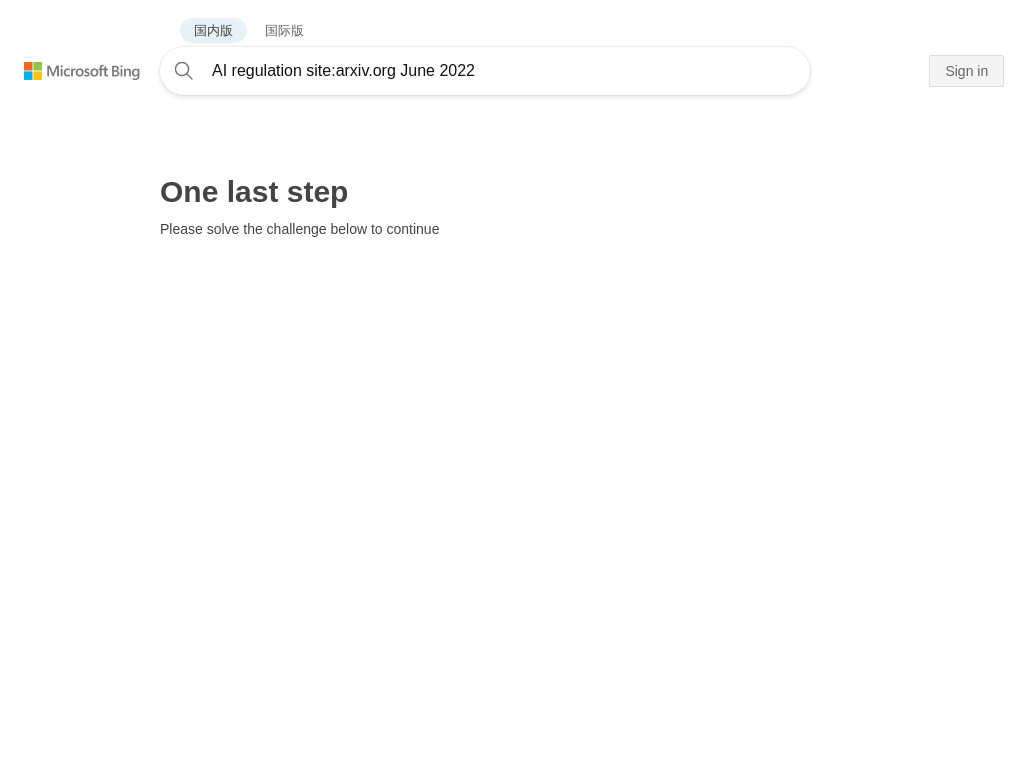 国内版 国际版
Microsoft Bing
AI regulation site:arxiv.org June 2022
Sign in
One last step
Please solve the challenge below to continue